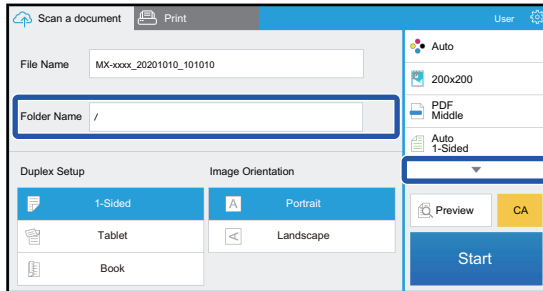 Scan a document Print User
File Name MX-xxxx_20201010_101010
Folder Name /
Duplex Setup Image Orientation
1-Sided A Portrait
Tablet A Landscape
Book
Auto
200x200
PDF
Middle
Auto
1-Sided
Preview CA
Start